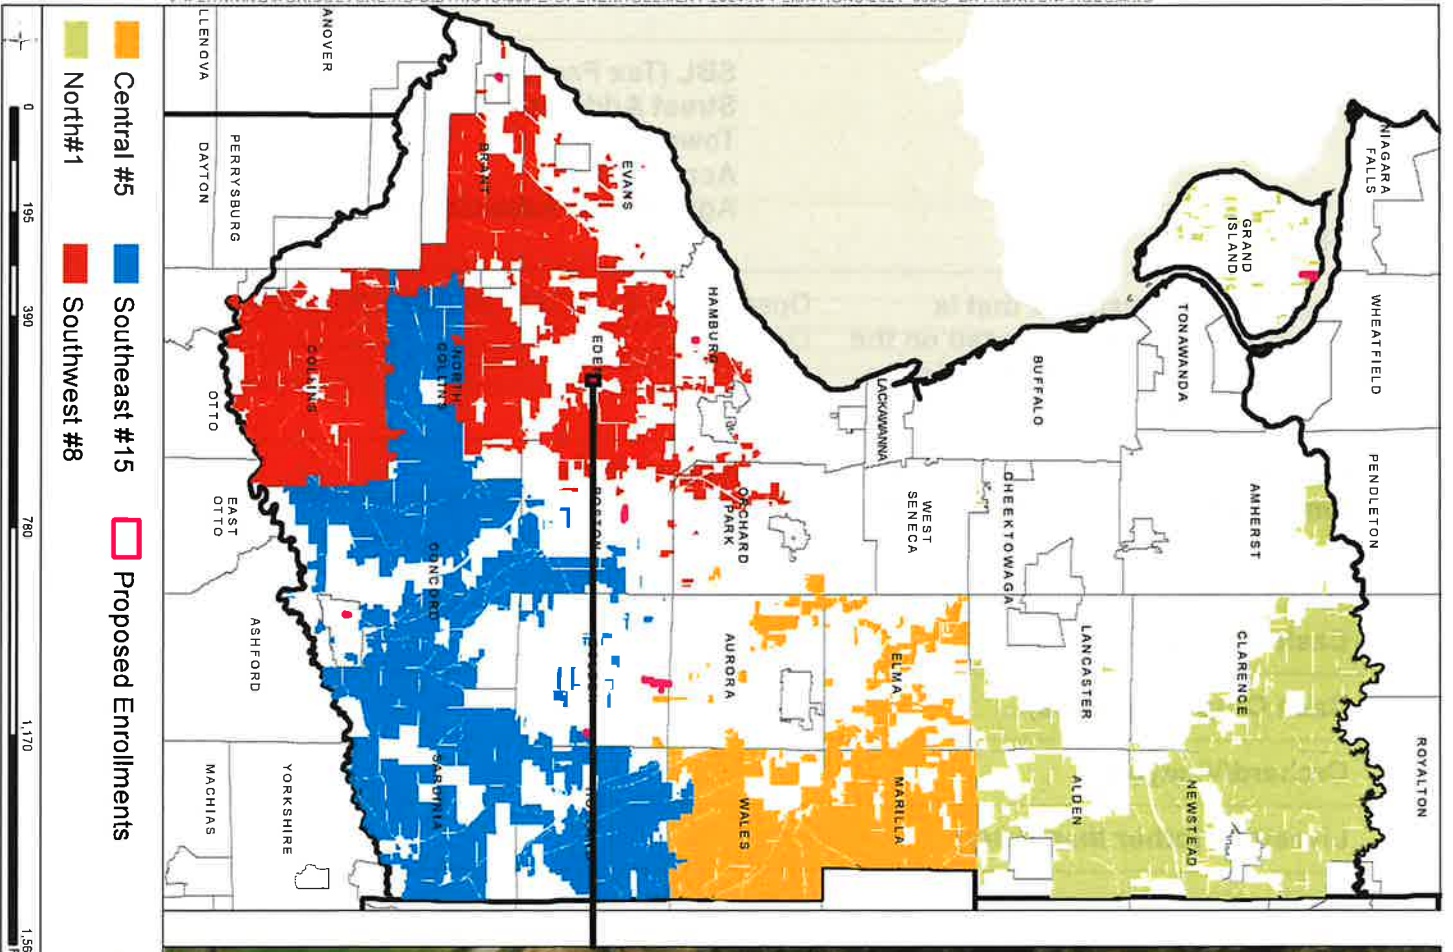 NIAGARA
FALLS
WHEATFIELD
PENDLETON
ROYALTON
GRAND
ISLAND
TONAWANDA
AMHERST
CLARENCE
NEWSTEAD
BUFFALO
CHEEKTOWAGA
LANCASTER
ALDEN
LACKAWANNA
WEST
SENECA
ELMA
MARILLA
HAMBURG
ORCHARD
PARK
AURORA
WALES
EVANS
EDEN
BOSTON
BRANT
NORTH
COLLINS
CONCORD
SARDINIA
COLLINS
ANOVER
LLENOVA
PERRYSBURG
DAYTON
OTTO
EAST
OTTO
ASHFORD
YORKSHIRE
MACHIAS
Central #5
Southeast #15
Proposed Enrollments
North#1
Southwest #8
0 195 390 780 1,170 1,56